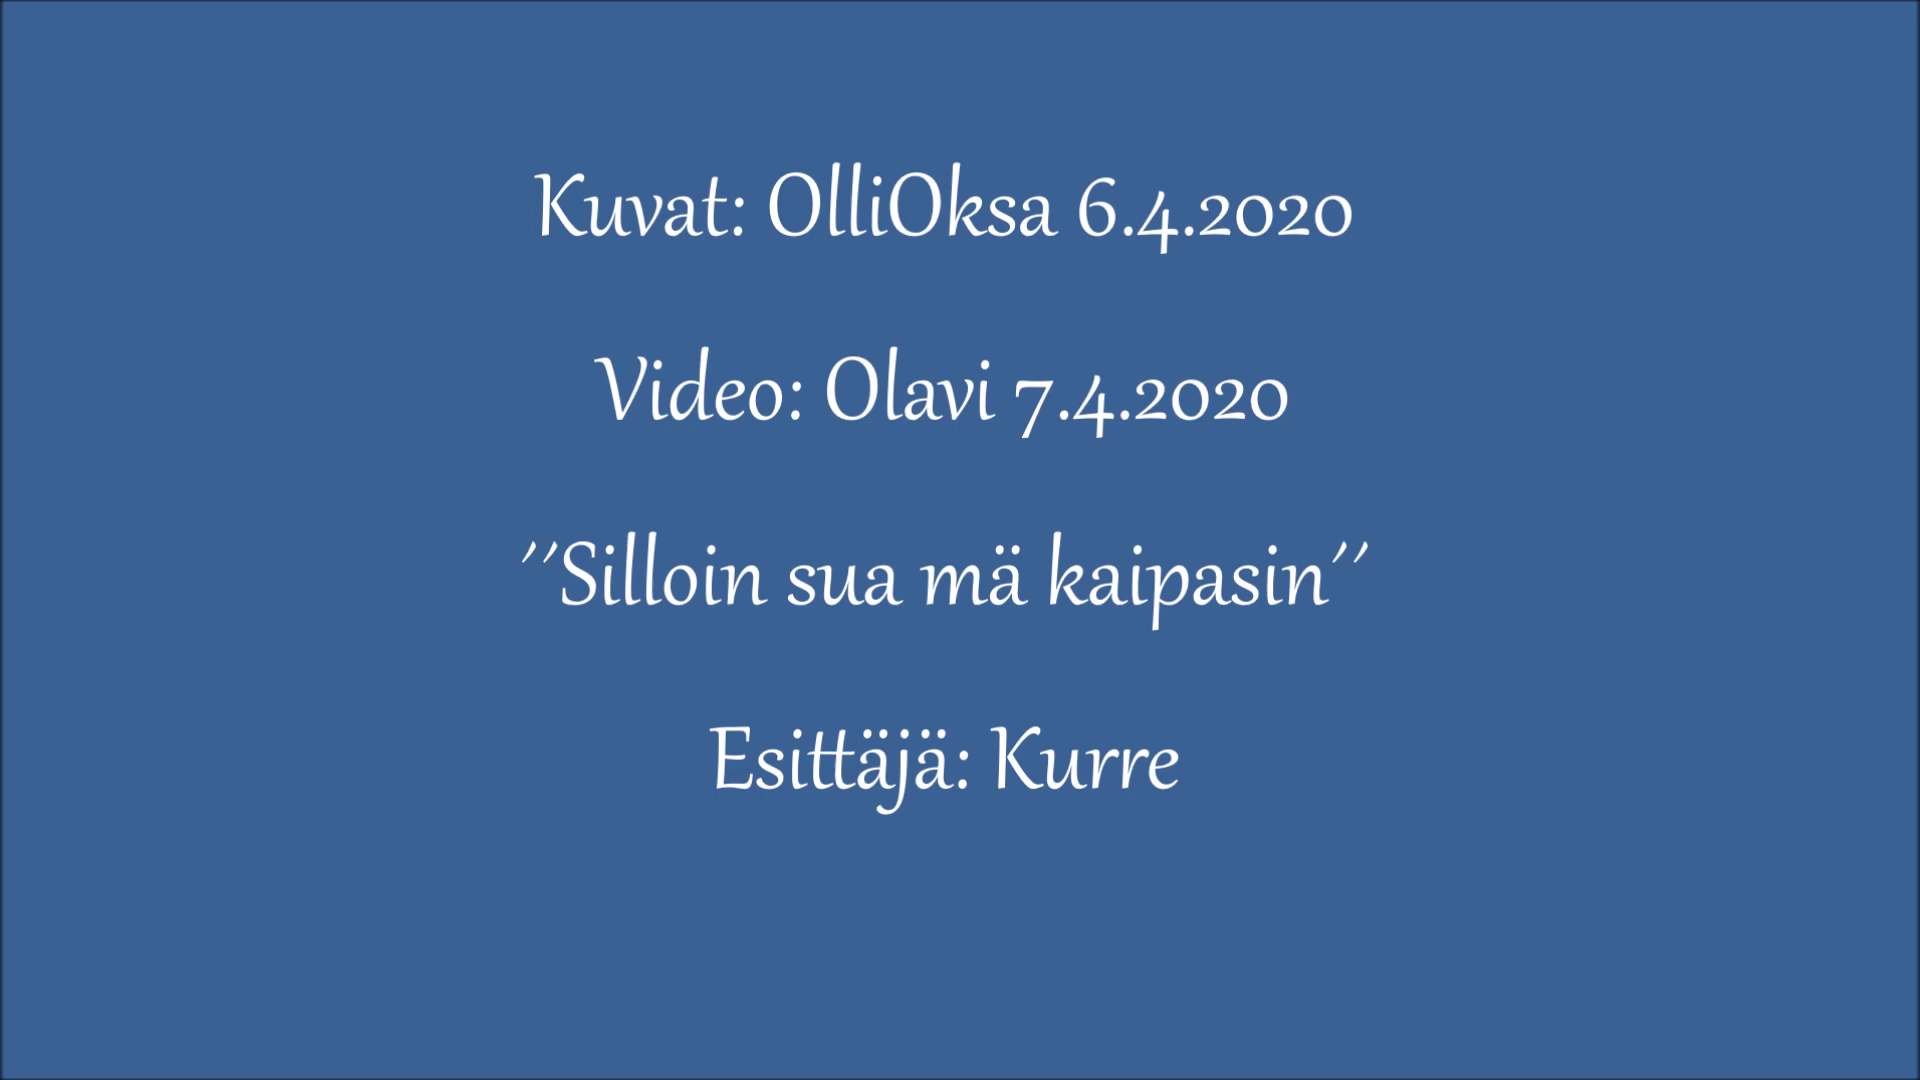 Kuvat: OlliOksa 6.4.2020
Video: Olavi 7.4.2020
''Silloin sua mä kaipasin''
Esittäjä: Kurre